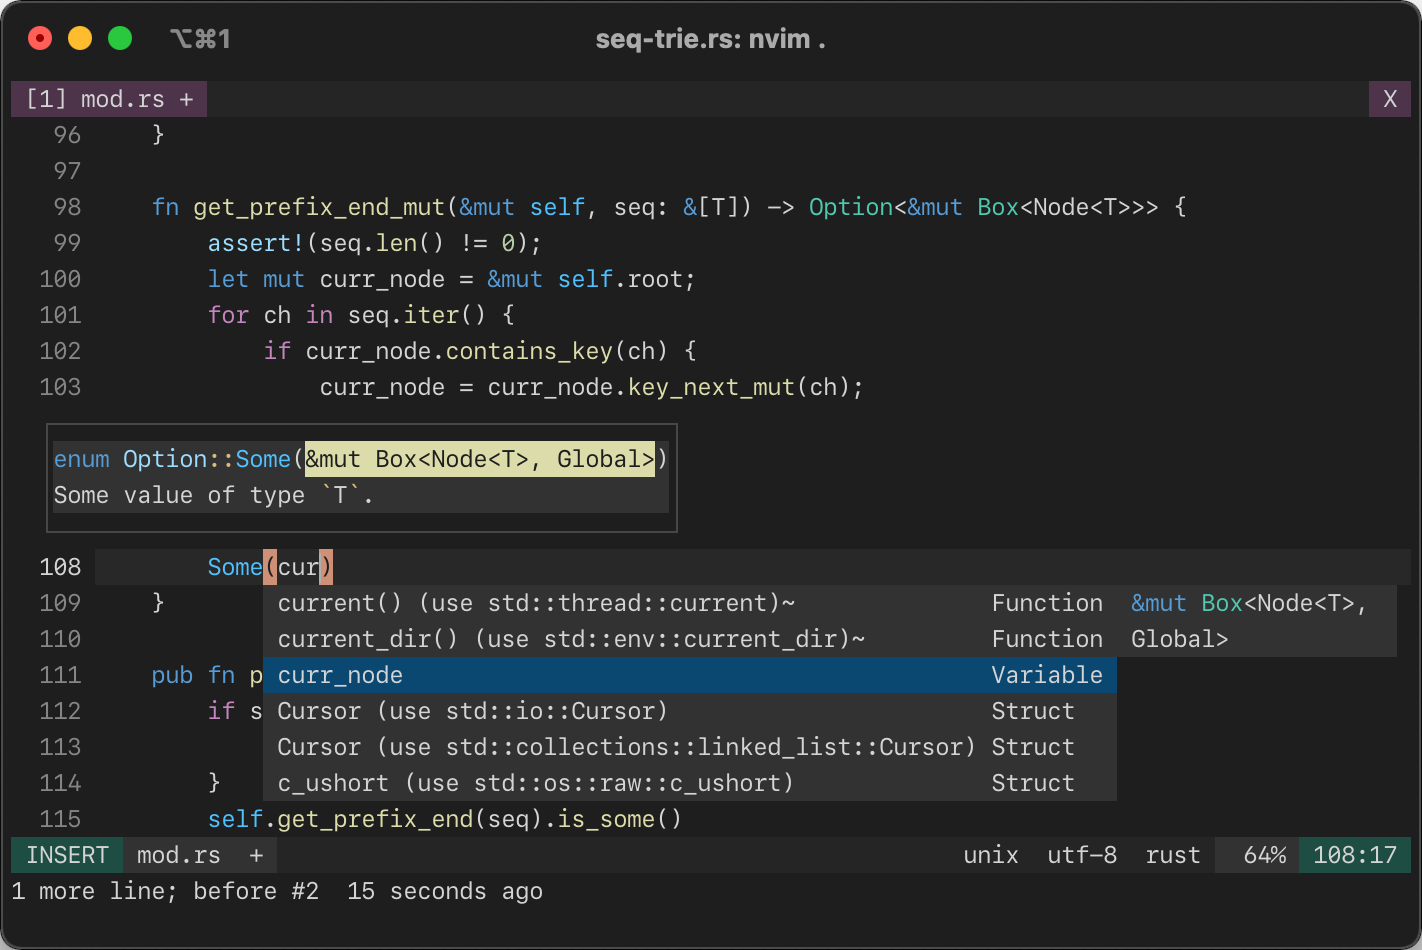 ⌥⌘1 seq-trie.rs: nvim .
[1] mod.rs + X
96 }
97
98 fn get_prefix_end_mut(&mut self, seq: &[T]) -> Option<&mut Box<Node<T>>> {
99 assert!(seq.len() != 0);
100 let mut curr_node = &mut self.root;
101 for ch in seq.iter() {
102 if curr_node.contains_key(ch) {
103 curr_node = curr_node.key_next_mut(ch);
enum Option::Some(&mut Box<Node<T>, Global>)
Some value of type `T`.
108 Some(cur)
109 } current() (use std::thread::current)~ Function &mut Box<Node<T>,
110 current_dir() (use std::env::current_dir)~ Function Global>
111 pub fn p curr_node Variable
112 if s Cursor (use std::io::Cursor) Struct
113 Cursor (use std::collections::linked_list::Cursor) Struct
114 } c_ushort (use std::os::raw::c_ushort) Struct
115 self.get_prefix_end(seq).is_some()
INSERT mod.rs + unix utf-8 rust 64% 108:17
1 more line; before #2 15 seconds ago